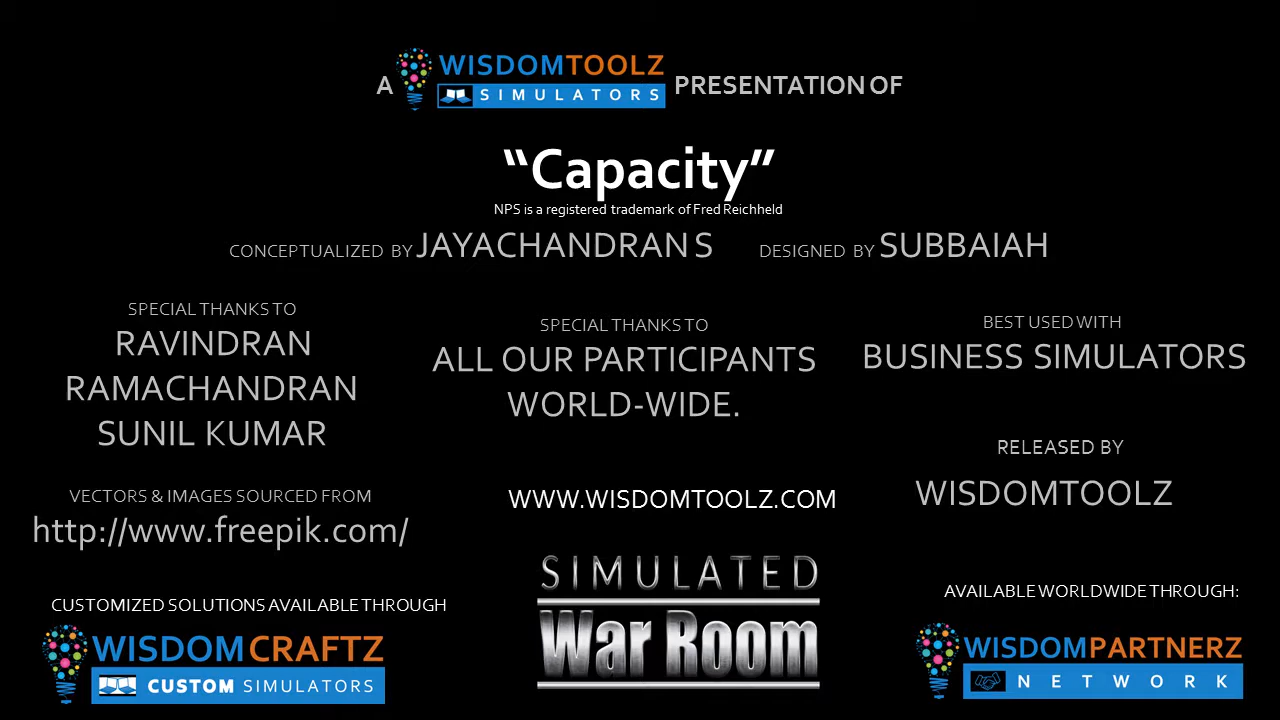 A WISDOMTOOLZ SIMULATORS PRESENTATION OF
“Capacity”
NPS is a registered trademark of Fred Reichheld
CONCEPTUALIZED BY JAYACHANDRAN S DESIGNED BY SUBBAIAH
SPECIAL THANKS TO
RAVINDRAN
RAMACHANDRAN
SUNIL KUMAR
SPECIAL THANKS TO
ALL OUR PARTICIPANTS
WORLD-WIDE.
BEST USED WITH
BUSINESS SIMULATORS
RELEASED BY
WISDOMTOOLZ
VECTORS & IMAGES SOURCED FROM
http://www.freepik.com/
WWW.WISDOMTOOLZ.COM
CUSTOMIZED SOLUTIONS AVAILABLE THROUGH
WISDOMCRAFTZ
CUSTOM SIMULATORS
SIMULATED
War Room
AVAILABLE WORLDWIDE THROUGH:
WISDOMPARTNERZ
NETWORK